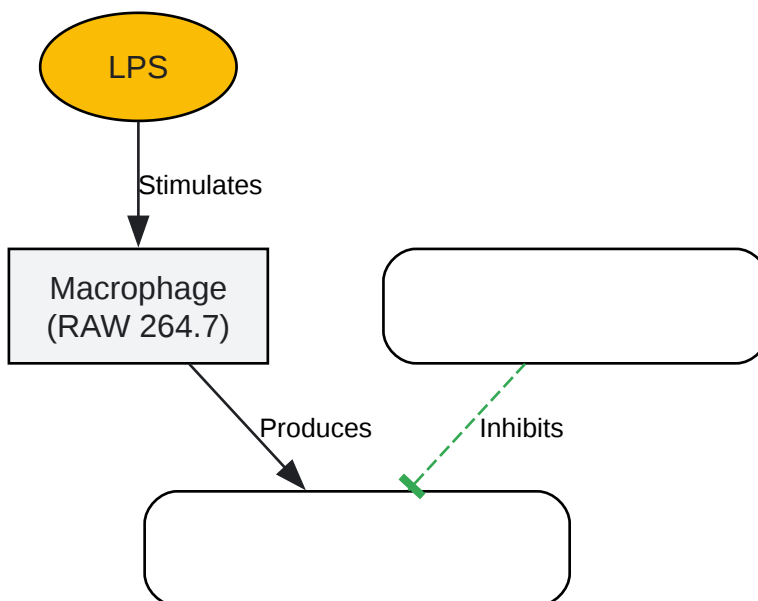 LPS
Stimulates
Macrophage
(RAW 264.7)
Produces
Inhibits